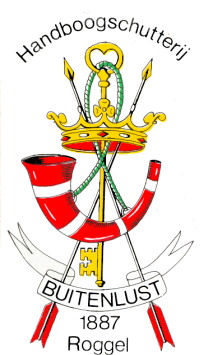 Handboogschutterij
BUITENLUST
1887
Roggel